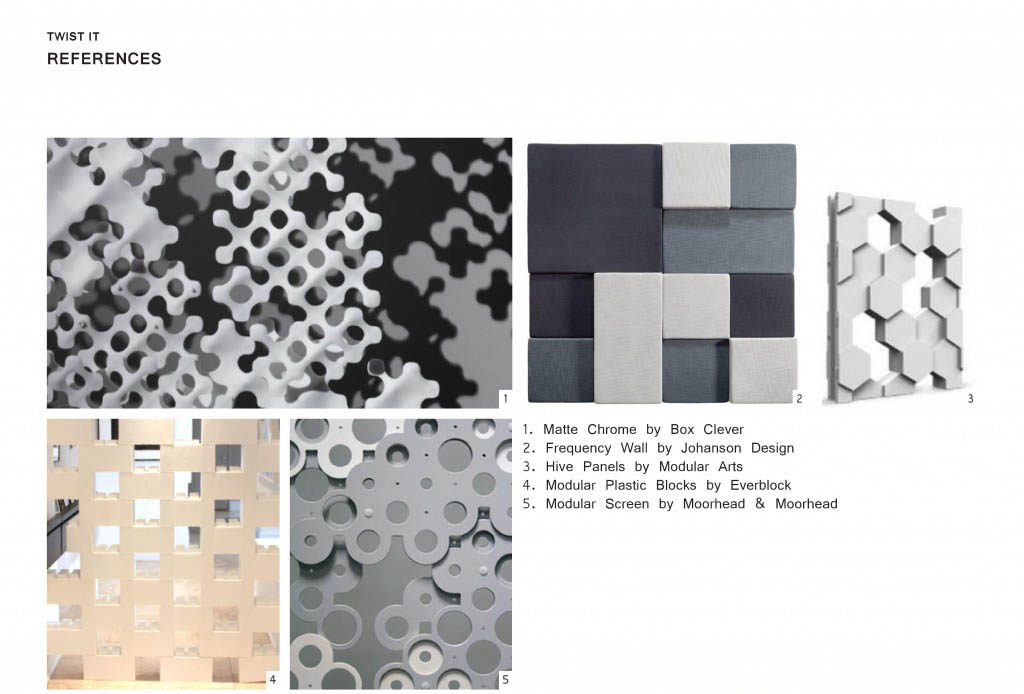 TWIST IT
REFERENCES
1
2
3
1. Matte Chrome by Box Clever
2. Frequency Wall by Johanson Design
3. Hive Panels by Modular Arts
4. Modular Plastic Blocks by Everblock
5. Modular Screen by Moorhead & Moorhead
4
5